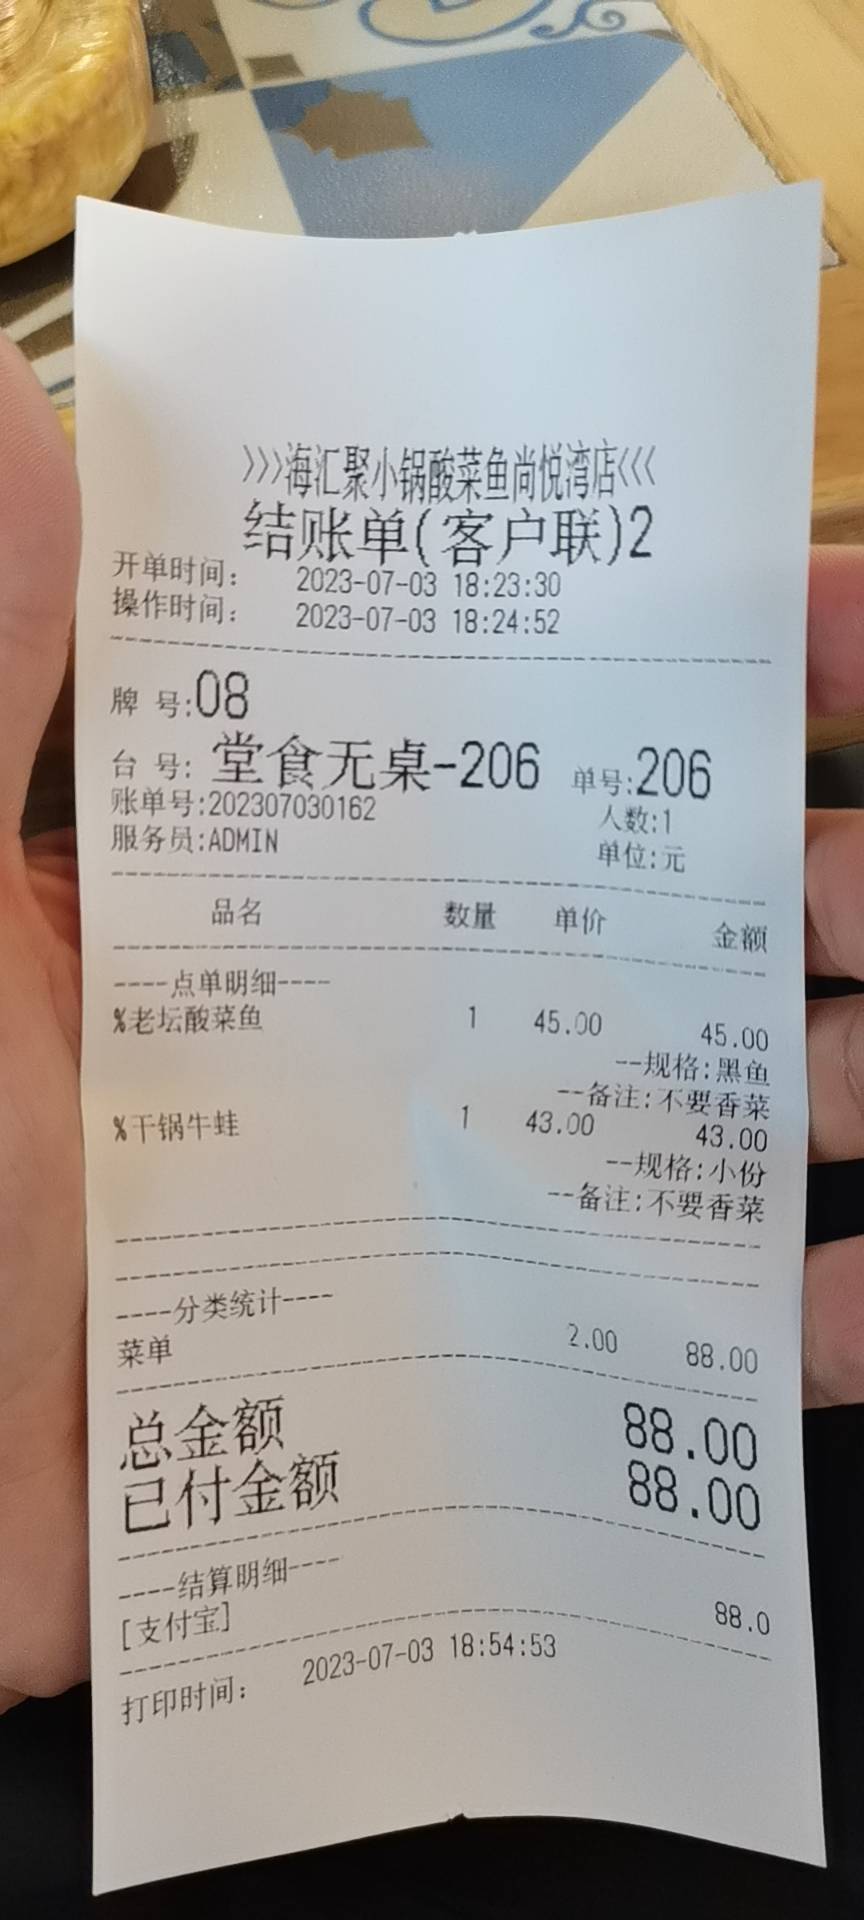 >>>海汇聚小锅酸菜鱼尚悦湾店<<<
结账单(客户联)2
开单时间: 2023-07-03 18:23:30
操作时间: 2023-07-03 18:24:52
牌 号:08
台 号: 堂食无桌-206 单号:206
账单号:202307030162 人数:1
服务员:ADMIN 单位:元
品名 数量 单价 金额
----点单明细----
%老坛酸菜鱼 1 45.00 45.00
--规格:黑鱼
--备注:不要香菜
%干锅牛蛙 1 43.00 43.00
--规格:小份
--备注:不要香菜
----分类统计----
菜单 2.00 88.00
总金额 88.00
已付金额 88.00
----结算明细----
[支付宝] 88.0
打印时间: 2023-07-03 18:54:53